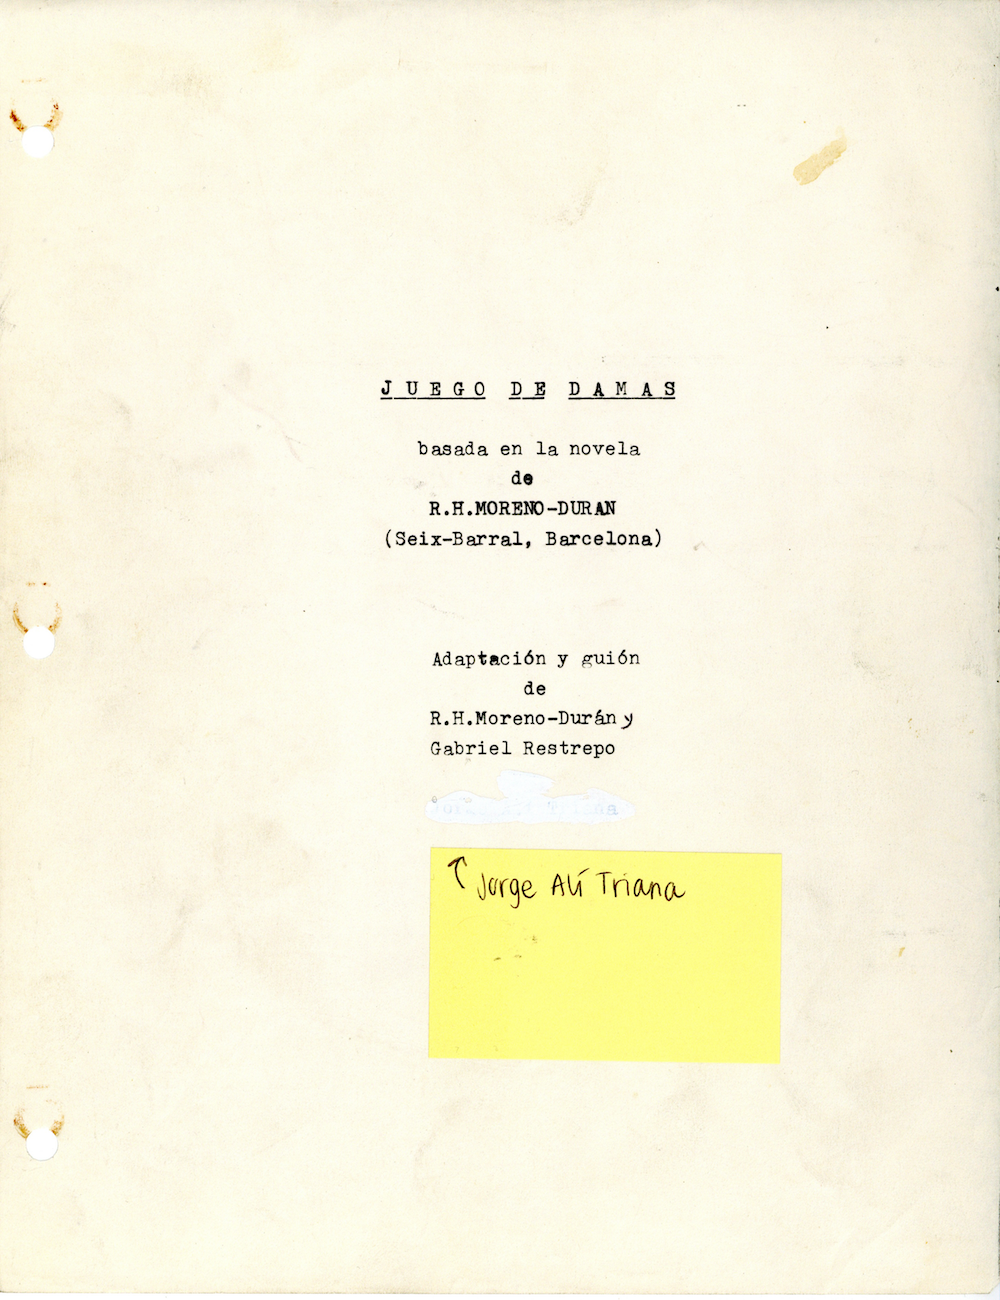 JUEGO DE DAMAS
basada en la novela
de
R.H.MORENO-DURAN
(Seix-Barral, Barcelona)
Adaptación y guión
de
R.H.Moreno-Durán y
Gabriel Restrepo
Jorge Alí Triana